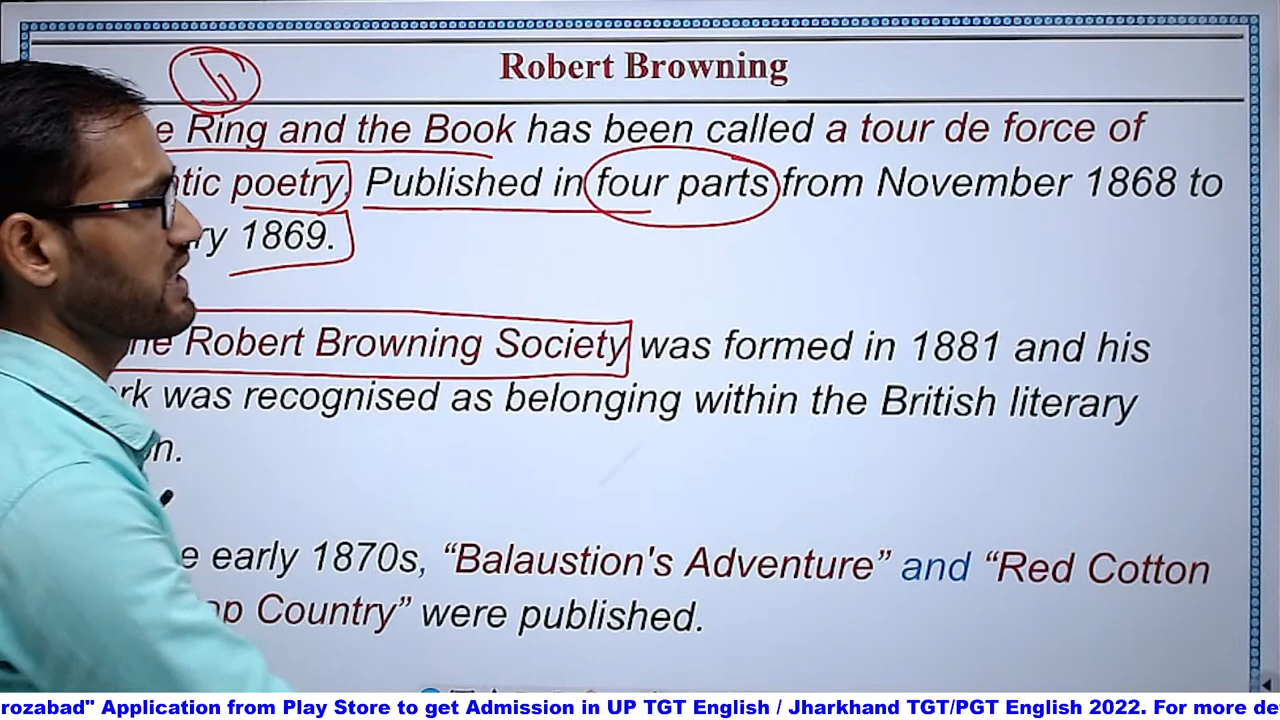 Robert Browning
e Ring and the Book has been called a tour de force of
tic poetry. Published in four parts from November 1868 to
ry 1869.
he Robert Browning Society was formed in 1881 and his
rk was recognised as belonging within the British literary
n.
e early 1870s, “Balaustion's Adventure” and “Red Cotton
ap Country” were published.
rozabad" Application from Play Store to get Admission in UP TGT English / Jharkhand TGT/PGT English 2022. For more de